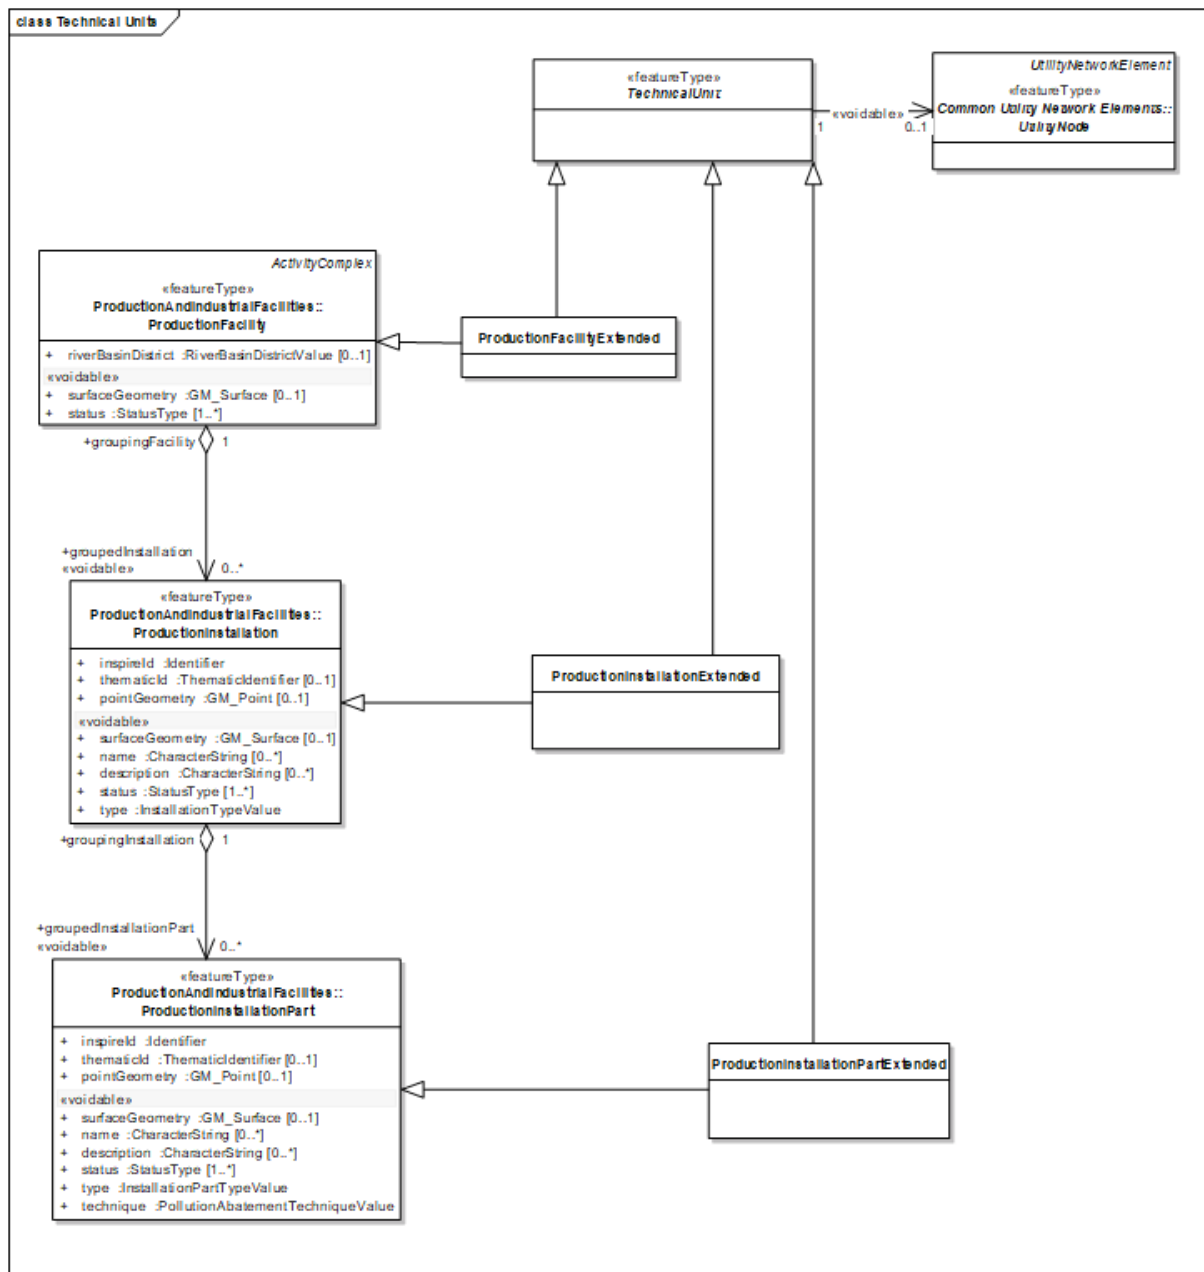 class Technical Units
«featureType»
TechnicalUnit
«voidable»
1
0..1
UtilityNetworkElement
«featureType»
Common Utility Network Elements::
UtilityNode
ActivityComplex
«featureType»
ProductionAndIndustrialFacilities::
ProductionFacility
+ riverBasinDistrict :RiverBasinDistrictValue [0..1]
«voidable»
+ surfaceGeometry :GM_Surface [0..1]
+ status :StatusType [1..*]
ProductionFacilityExtended
+groupingFacility
1
+groupedInstallation
«voidable»
0..*
«featureType»
ProductionAndIndustrialFacilities::
ProductionInstallation
+ inspireId :Identifier
+ thematicId :ThematicIdentifier [0..1]
+ pointGeometry :GM_Point [0..1]
«voidable»
+ surfaceGeometry :GM_Surface [0..1]
+ name :CharacterString [0..*]
+ description :CharacterString [0..*]
+ status :StatusType [1..*]
+ type :InstallationTypeValue
ProductionInstallationExtended
+groupingInstallation
1
+groupedInstallationPart
«voidable»
0..*
«featureType»
ProductionAndIndustrialFacilities::
ProductionInstallationPart
+ inspireId :Identifier
+ thematicId :ThematicIdentifier [0..1]
+ pointGeometry :GM_Point [0..1]
«voidable»
+ surfaceGeometry :GM_Surface [0..1]
+ name :CharacterString [0..*]
+ description :CharacterString [0..*]
+ status :StatusType [1..*]
+ type :InstallationPartTypeValue
+ technique :PollutionAbatementTechniqueValue
ProductionInstallationPartExtended